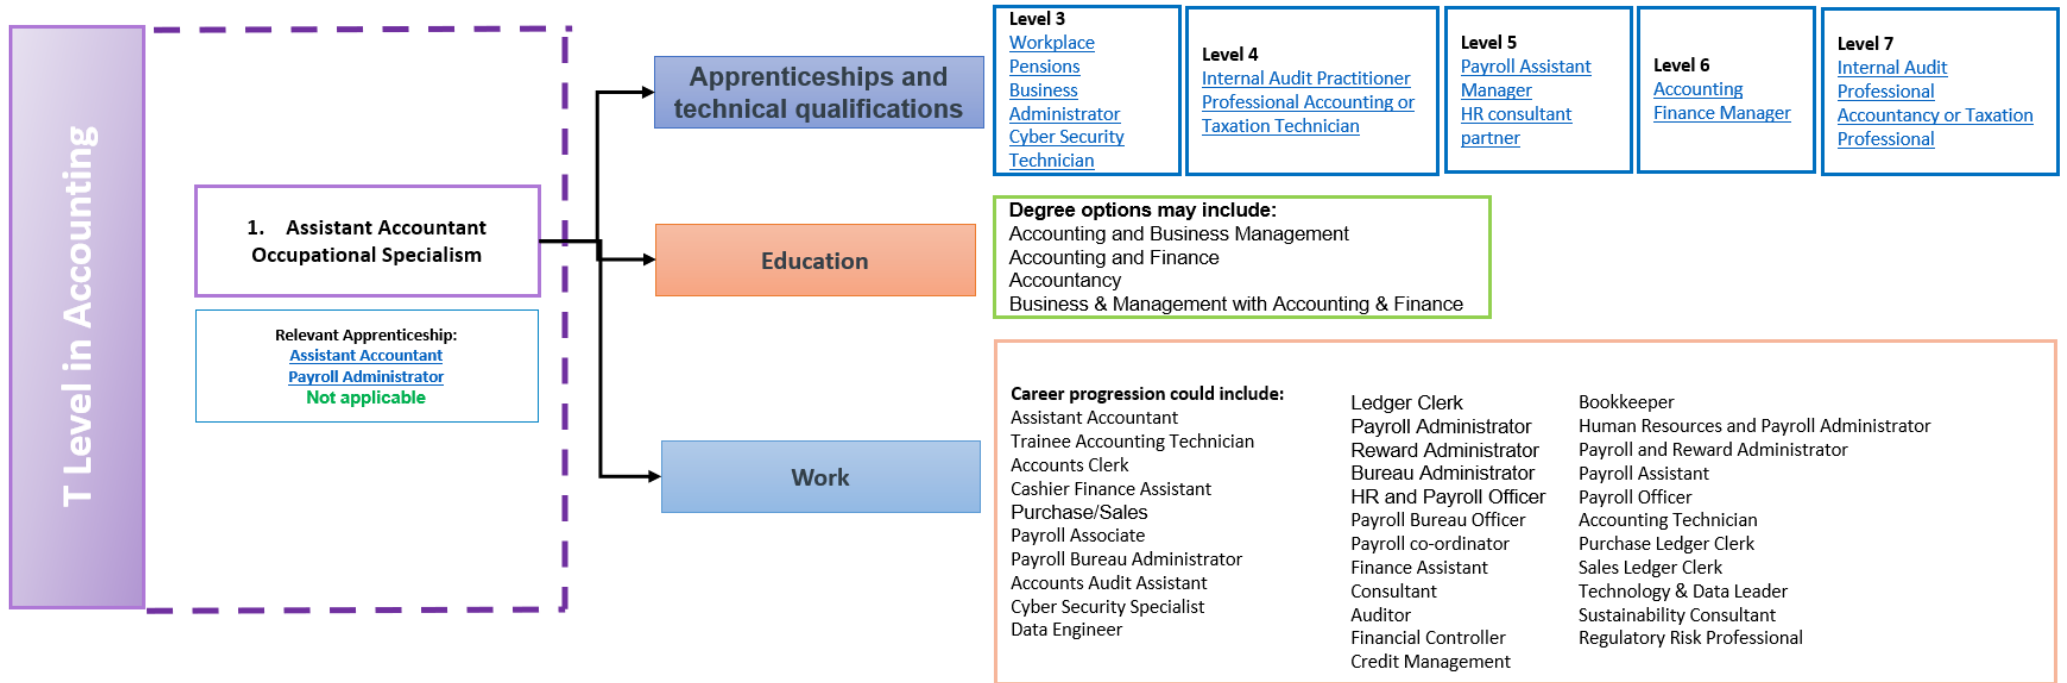 T Level in Accounting
1. Assistant Accountant
Occupational Specialism
Relevant Apprenticeship:
Assistant Accountant
Payroll Administrator
Not applicable
Apprenticeships and
technical qualifications
Level 3
Workplace
Pensions
Business
Administrator
Cyber Security
Technician
Level 4
Internal Audit Practitioner
Professional Accounting or
Taxation Technician
Level 5
Payroll Assistant
Manager
HR consultant
partner
Level 6
Accounting
Finance Manager
Level 7
Internal Audit
Professional
Accountancy or Taxation
Professional
Education
Degree options may include:
Accounting and Business Management
Accounting and Finance
Accountancy
Business & Management with Accounting & Finance
Work
Career progression could include:
Assistant Accountant
Trainee Accounting Technician
Accounts Clerk
Cashier Finance Assistant
Purchase/Sales
Payroll Associate
Payroll Bureau Administrator
Accounts Audit Assistant
Cyber Security Specialist
Data Engineer
Ledger Clerk
Payroll Administrator
Reward Administrator
Bureau Administrator
HR and Payroll Officer
Payroll Bureau Officer
Payroll co-ordinator
Finance Assistant
Consultant
Auditor
Financial Controller
Credit Management
Bookkeeper
Human Resources and Payroll Administrator
Payroll and Reward Administrator
Payroll Assistant
Payroll Officer
Accounting Technician
Purchase Ledger Clerk
Sales Ledger Clerk
Technology & Data Leader
Sustainability Consultant
Regulatory Risk Professional